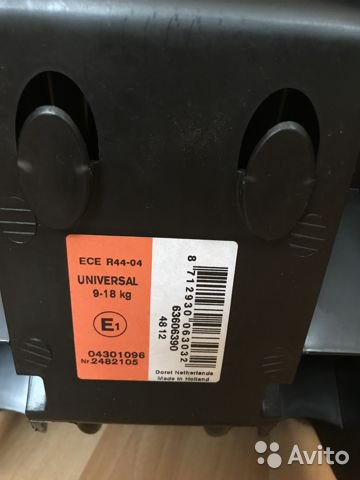 ECE R44-04
UNIVERSAL
9-18 kg
E1
04301096
Nr.2482105
8 712930 063032
63606390
4812
Dorel Netherlands
Made in Holland
Avito